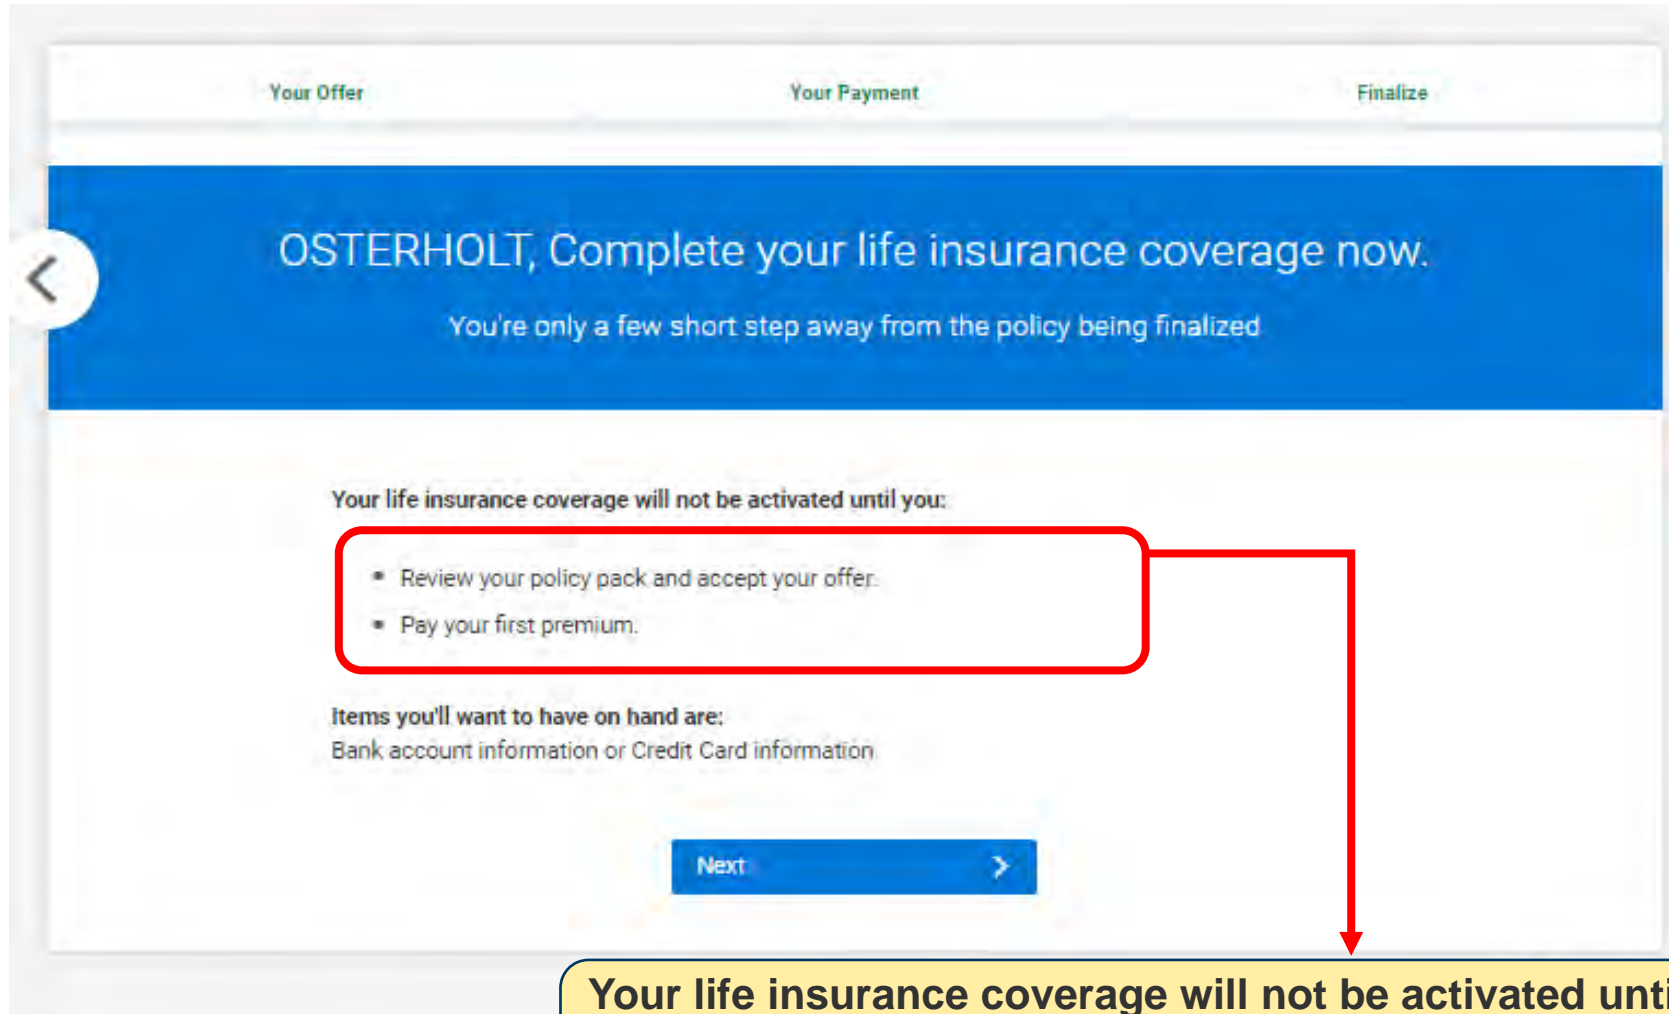 Your Offer Your Payment Finalize
OSTERHOLT, Complete your life insurance coverage now.
You're only a few short step away from the policy being finalized
Your life insurance coverage will not be activated until you:
• Review your policy pack and accept your offer.
• Pay your first premium.
Items you'll want to have on hand are:
Bank account information or Credit Card information
Next
Your life insurance coverage will not be activated